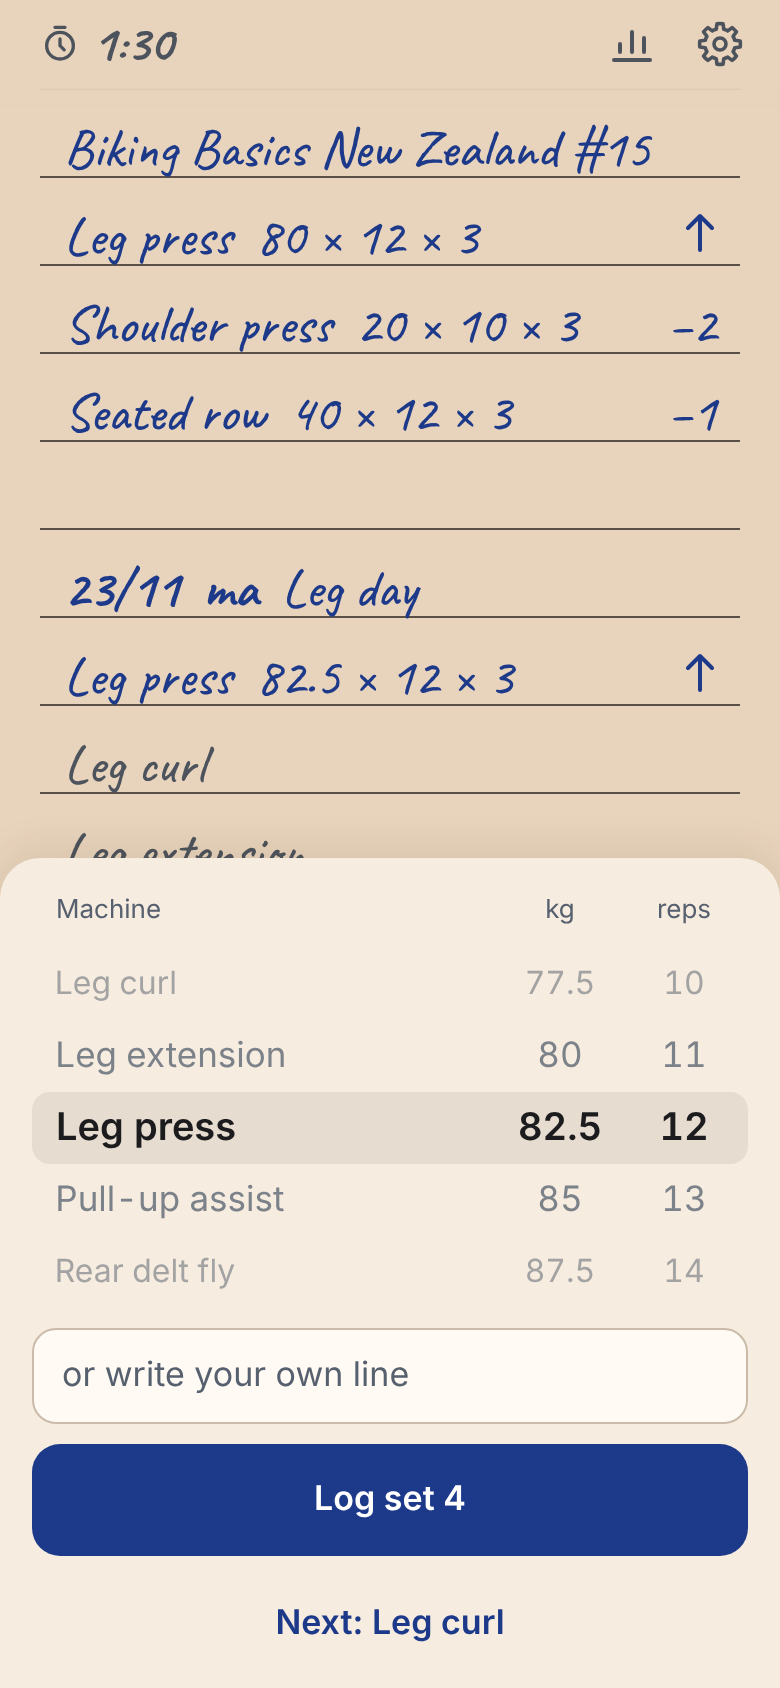 1:30
Biking Basics New Zealand #15
Leg press 80 × 12 × 3 ↑
Shoulder press 20 × 10 × 3 −2
Seated row 40 × 12 × 3 −1
23/11 ma Leg day
Leg press 82.5 × 12 × 3 ↑
Leg curl
Leg extension
Machine kg reps
Leg curl 77.5 10
Leg extension 80 11
Leg press 82.5 12
Pull-up assist 85 13
Rear delt fly 87.5 14
or write your own line
Log set 4
Next: Leg curl